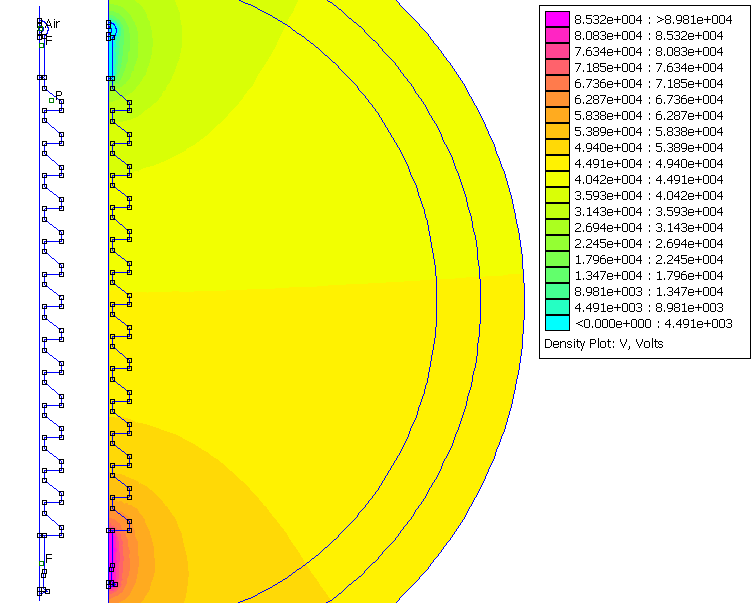 Air
F
P
F
8.532e+004 : >8.981e+004
8.083e+004 : 8.532e+004
7.634e+004 : 8.083e+004
7.185e+004 : 7.634e+004
6.736e+004 : 7.185e+004
6.287e+004 : 6.736e+004
5.838e+004 : 6.287e+004
5.389e+004 : 5.838e+004
4.940e+004 : 5.389e+004
4.491e+004 : 4.940e+004
4.042e+004 : 4.491e+004
3.593e+004 : 4.042e+004
3.143e+004 : 3.593e+004
2.694e+004 : 3.143e+004
2.245e+004 : 2.694e+004
1.796e+004 : 2.245e+004
1.347e+004 : 1.796e+004
8.981e+003 : 1.347e+004
4.491e+003 : 8.981e+003
<0.000e+000 : 4.491e+003
Density Plot: V, Volts